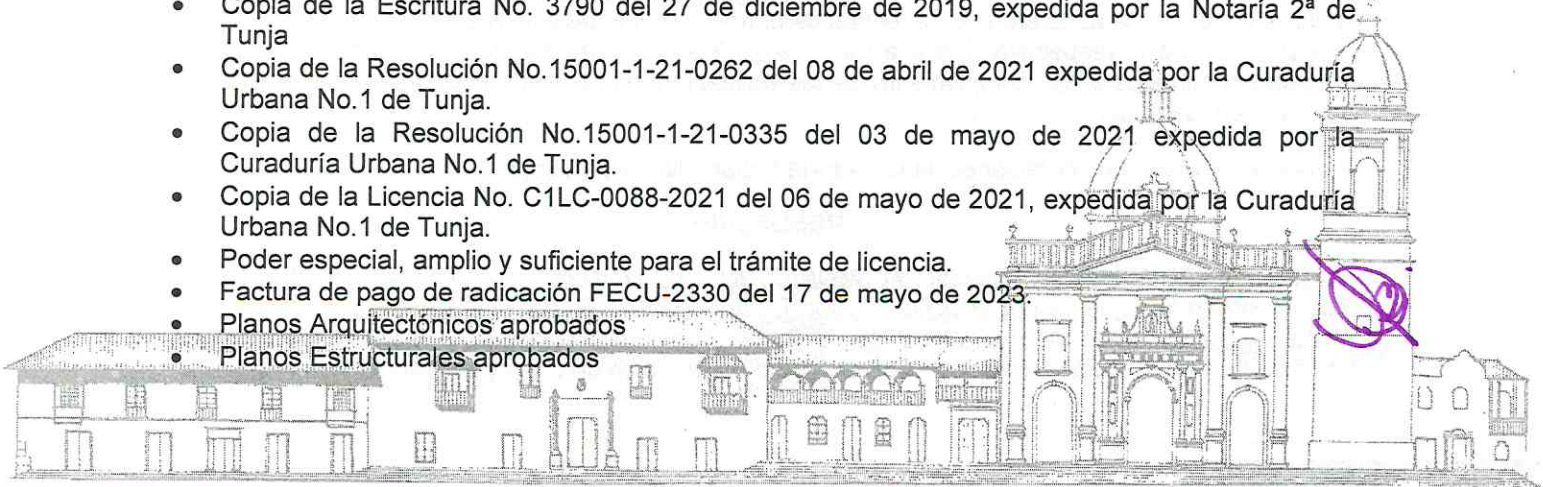 • Copia de la Escritura No. 3790 del 27 de diciembre de 2019, expedida por la Notaría 2ª de
Tunja
• Copia de la Resolución No.15001-1-21-0262 del 08 de abril de 2021 expedida por la Curaduría
Urbana No.1 de Tunja.
• Copia de la Resolución No.15001-1-21-0335 del 03 de mayo de 2021 expedida por la
Curaduría Urbana No.1 de Tunja.
• Copia de la Licencia No. C1LC-0088-2021 del 06 de mayo de 2021, expedida por la Curaduría
Urbana No.1 de Tunja.
• Poder especial, amplio y suficiente para el trámite de licencia.
• Factura de pago de radicación FECU-2330 del 17 de mayo de 2023.
• Planos Arquitectónicos aprobados
• Planos Estructurales aprobados